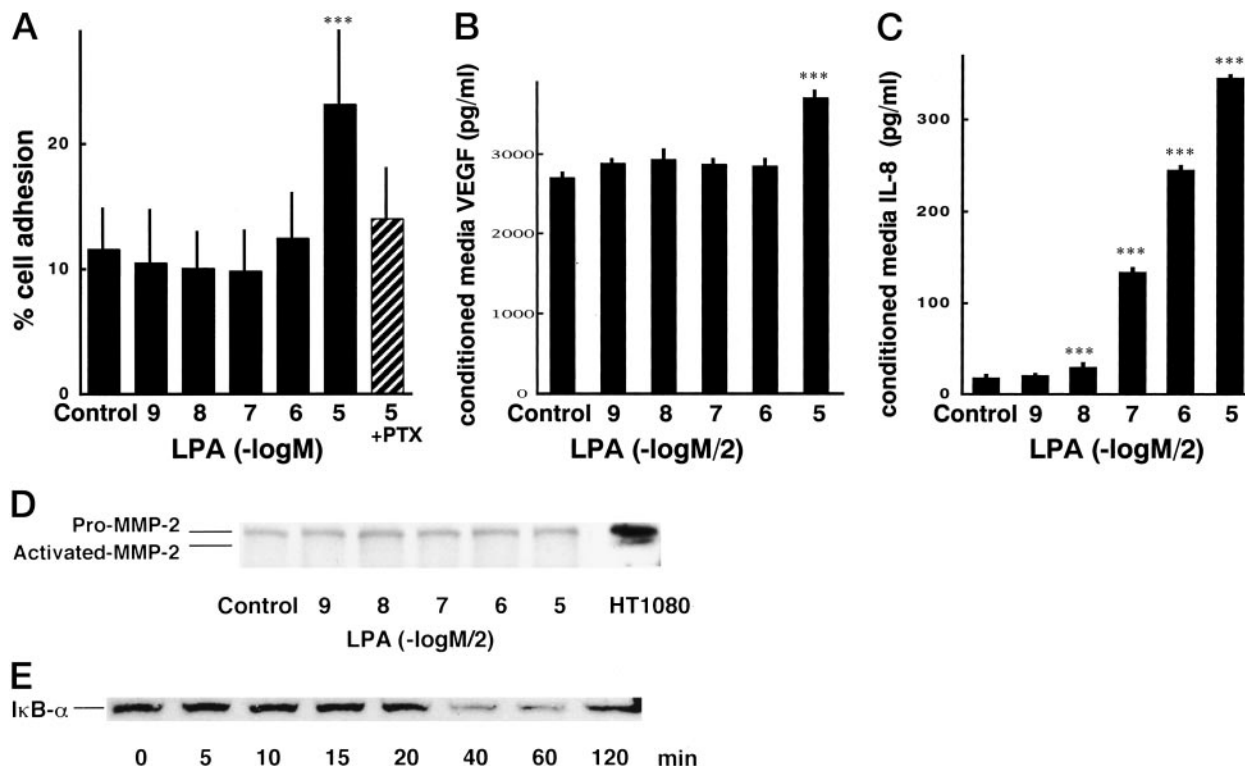 A
% cell adhesion
20
10
0
***
Control 9 8 7 6 5 5
+PTX
LPA (-logM)
B
conditioned media VEGF (pg/ml)
3000
2000
1000
0
***
Control 9 8 7 6 5
LPA (-logM/2)
C
conditioned media IL-8 (pg/ml)
300
200
100
0
***
***
***
***
Control 9 8 7 6 5
LPA (-logM/2)
D
Pro-MMP-2
Activated-MMP-2
Control 9 8 7 6 5 HT1080
LPA (-logM/2)
E
IκB-α
0 5 10 15 20 40 60 120 min